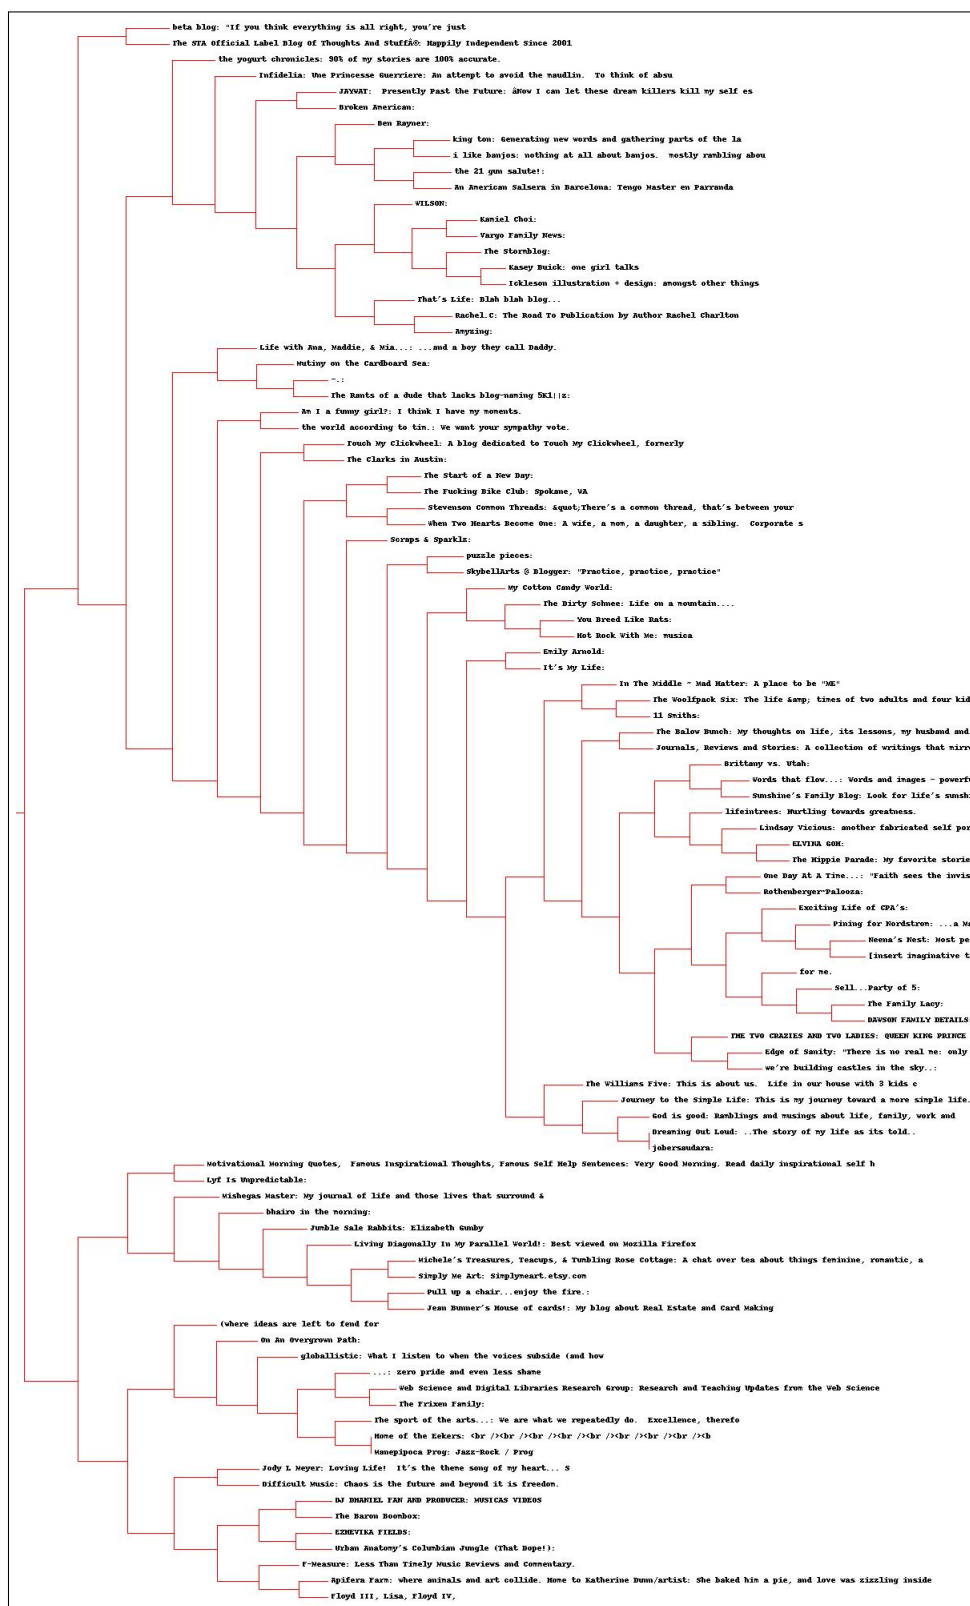 beta blog: "If you think everything is all right, you're just
The STA Official Label Blog Of Thoughts And StuffÂ®: Happily Independent Since 2001
the yogurt chronicles: 90% of my stories are 100% accurate.
Infidelia: Une Princesse Guerriere: An attempt to avoid the maudlin.  To think of absu
JAYWAT:  Presently Past the Future: âNow I can let these dream killers kill my self es
Broken American:
Ben Rayner:
king tom: Generating new words and gathering parts of the la
i like banjos: nothing at all about banjos.  mostly rambling abou
the 21 gun salute!:
An American Salsera in Barcelona: Tengo Master en Parranda
WILSON:
Kamiel Choi:
Vargo Family News:
The Stormblog:
Kasey Buick: one girl talks
Ickleson illustration + design: amongst other things
That's Life: Blah blah blog...
Rachel.C: The Road To Publication by Author Rachel Charlton
Amyzing:
Life with Ana, Maddie, & Mia...: ...and a boy they call Daddy.
Mutiny on the Cardboard Sea:
-.:
The Rants of a dude that lacks blog-naming 5K1||z:
Am I a funny girl?: I think I have my moments.
the world according to tim.: We want your sympathy vote.
Touch My Clickwheel: A blog dedicated to Touch My Clickwheel, formerly
The Clarks in Austin:
The Start of a New Day:
The Fucking Bike Club: Spokane, WA
Stevenson Common Threads: &quot;There's a common thread, that's between your
When Two Hearts Become One: A wife, a mom, a daughter, a sibling.  Corporate s
Scraps & Sparklz:
puzzle pieces:
SkybellArts @ Blogger: "Practice, practice, practice"
My Cotton Candy World:
The Dirty Schnee: Life on a mountain....
You Breed Like Rats:
Hot Rock With Me: musica
Emily Arnold:
It's My Life:
In The Middle ~ Mad Hatter: A place to be "ME"
The Woolfpack Six: The life &amp; times of two adults and four kid
11 Smiths:
The Balow Bunch: My thoughts on life, its lessons, my husband and
Journals, Reviews and Stories: A collection of writings that mirr
Brittany vs. Utah:
Words that flow...: Words and images - powerfu
Sunshine's Family Blog: Look for life's sunshi
lifeintrees: Hurtling towards greatness.
Lindsay Vicious: another fabricated self por
ELVINA GOH:
The Hippie Parade: My favorite storie
One Day At A Time...: "Faith sees the invis
Rothenberger~Palooza:
Exciting Life of CPA's:
Pining for Nordstrom: ...a Ma
Neema's Nest: Most pe
[insert imaginative t
for me.
Sell...Party of 5:
The Family Lacy:
DAWSON FAMILY DETAILS
THE TWO CRAZIES AND TWO LADIES: QUEEN KING PRINCE
Edge of Sanity: "There is no real me: only
we're building castles in the sky..:
The Williams Five: This is about us.  Life in our house with 3 kids c
Journey to the Simple Life: This is my journey toward a more simple life.
God is good: Ramblings and musings about life, family, work and
Dreaming Out Loud: ..The story of my life as its told..
jobersaudara:
Motivational Morning Quotes,  Famous Inspirational Thoughts, Famous Self Help Sentences: Very Good Morning. Read daily inspirational self h
Lyf Is Unpredictable:
Mishegas Master: My journal of life and those lives that surround &
bhairo in the morning:
Jumble Sale Rabbits: Elizabeth Gumby
Living Diagonally In My Parallel World!: Best viewed on Mozilla Firefox
Michele's Treasures, Teacups, & Tumbling Rose Cottage: A chat over tea about things feminine, romantic, a
Simply Me Art: Simplymeart.etsy.com
Pull up a chair...enjoy the fire.:
Jean Bunner's House of cards!: My blog about Real Estate and Card Making
(where ideas are left to fend for
On An Overgrown Path:
globallistic: What I listen to when the voices subside (and how
...: zero pride and even less shame
Web Science and Digital Libraries Research Group: Research and Teaching Updates from the Web Science
The Frixen Family:
The sport of the arts...: We are what we repeatedly do.  Excellence, therefo
Home of the Eekers: <br /><br /><br /><br /><br /><br /><br /><br /><b
Manepipoca Prog: Jazz-Rock / Prog
Jody L Meyer: Loving Life!  It's the theme song of my heart... S
Difficult Music: Chaos is the future and beyond it is freedom.
DJ DHANIEL FAN AND PRODUCER: MUSICAS VIDEOS
The Baron Boombox:
EZHEVIKA FIELDS:
Urban Anatomy's Columbian Jungle (That Dope!):
F-Measure: Less Than Timely Music Reviews and Commentary.
Apifera Farm: where animals and art collide. Home to Katherine Dunn/artist: She baked him a pie, and love was sizzling inside
Floyd III, Lisa, Floyd IV,